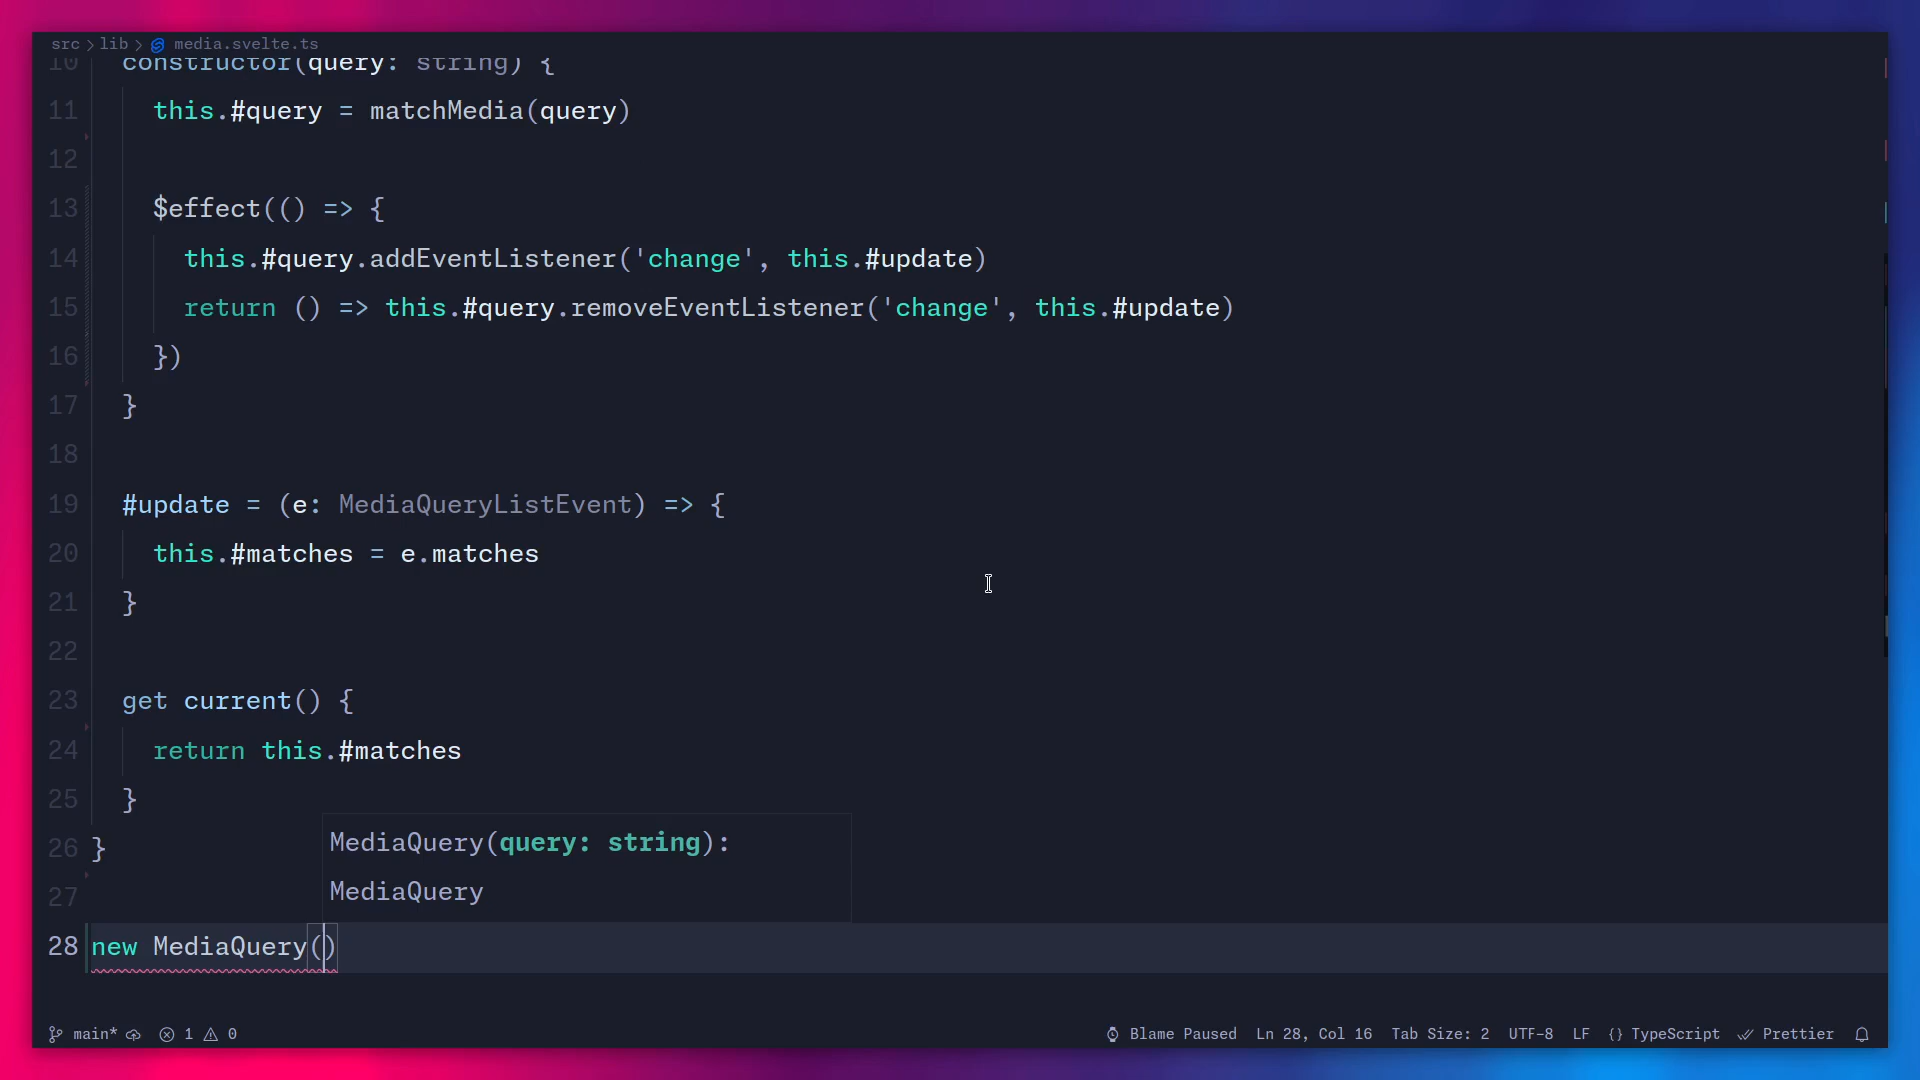 src > lib > media.svelte.ts
10 constructor(query: string) {
11 this.#query = matchMedia(query)
12
13 $effect(() => {
14 this.#query.addEventListener('change', this.#update)
15 return () => this.#query.removeEventListener('change', this.#update)
16 })
17 }
18
19 #update = (e: MediaQueryListEvent) => {
20 this.#matches = e.matches
21 }
22
23 get current() {
24 return this.#matches
25 }
26 }
MediaQuery(query: string):
MediaQuery
27
28 new MediaQuery()
main* 1 0 Blame Paused Ln 28, Col 16 Tab Size: 2 UTF-8 LF {} TypeScript Prettier